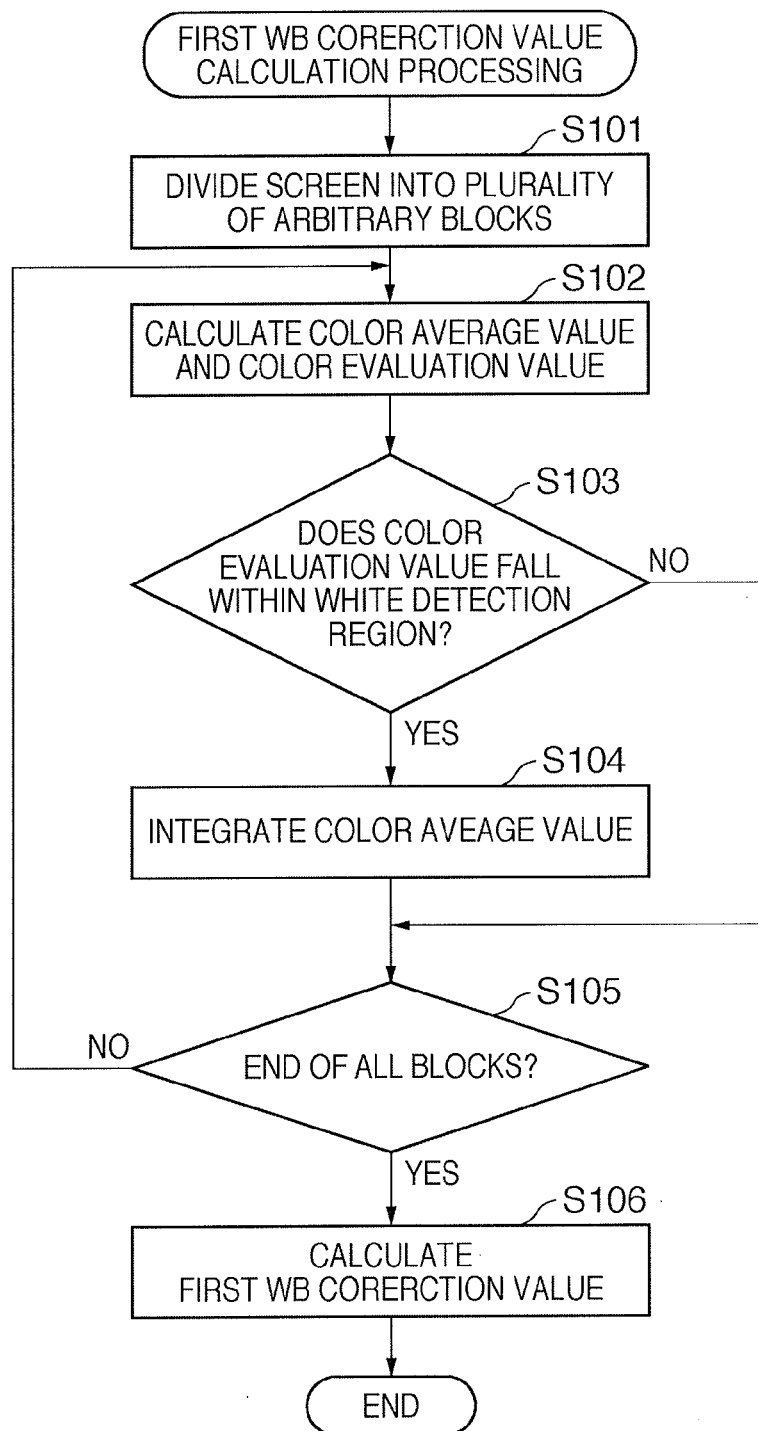 FIRST WB CORERCTION VALUE
CALCULATION PROCESSING
S101
DIVIDE SCREEN INTO PLURALITY
OF ARBITRARY BLOCKS
S102
CALCULATE COLOR AVERAGE VALUE
AND COLOR EVALUATION VALUE
S103
DOES COLOR
EVALUATION VALUE FALL
WITHIN WHITE DETECTION
REGION?
NO
YES
S104
INTEGRATE COLOR AVEAGE VALUE
S105
NO
END OF ALL BLOCKS?
YES
S106
CALCULATE
FIRST WB CORERCTION VALUE
END